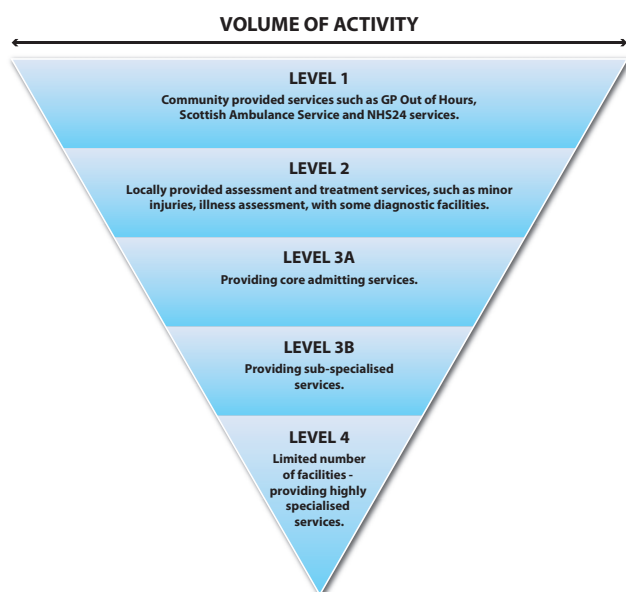 VOLUME OF ACTIVITY
LEVEL 1
Community provided services such as GP Out of Hours,
Scottish Ambulance Service and NHS24 services.
LEVEL 2
Locally provided assessment and treatment services, such as minor
injuries, illness assessment, with some diagnostic facilities.
LEVEL 3A
Providing core admitting services.
LEVEL 3B
Providing sub-specialised
services.
LEVEL 4
Limited number
of facilities -
providing highly
specialised
services.